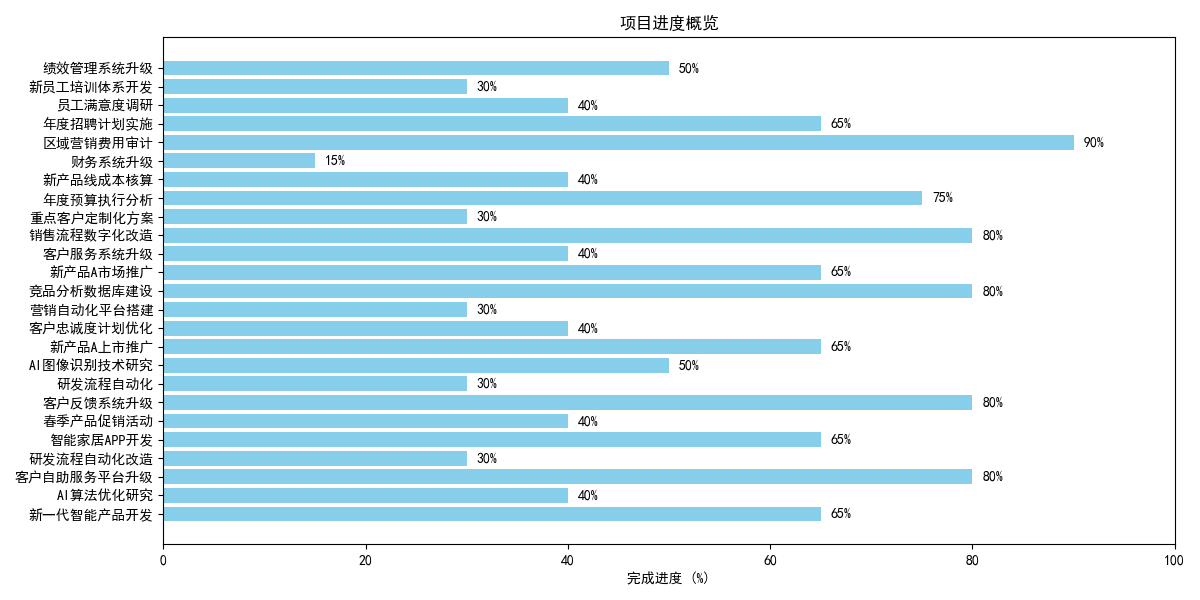 项目进度概览
绩效管理系统升级 50%
新员工培训体系开发 30%
员工满意度调研 40%
年度招聘计划实施 65%
区域营销费用审计 90%
财务系统升级 15%
新产品线成本核算 40%
年度预算执行分析 75%
重点客户定制化方案 30%
销售流程数字化改造 80%
客户服务系统升级 40%
新产品A市场推广 65%
竞品分析数据库建设 80%
营销自动化平台搭建 30%
客户忠诚度计划优化 40%
新产品A上市推广 65%
AI图像识别技术研究 50%
研发流程自动化 30%
客户反馈系统升级 80%
春季产品促销活动 40%
智能家居APP开发 65%
研发流程自动化改造 30%
客户自助服务平台升级 80%
AI算法优化研究 40%
新一代智能产品开发 65%
0 20 40 60 80 100
完成进度 (%)